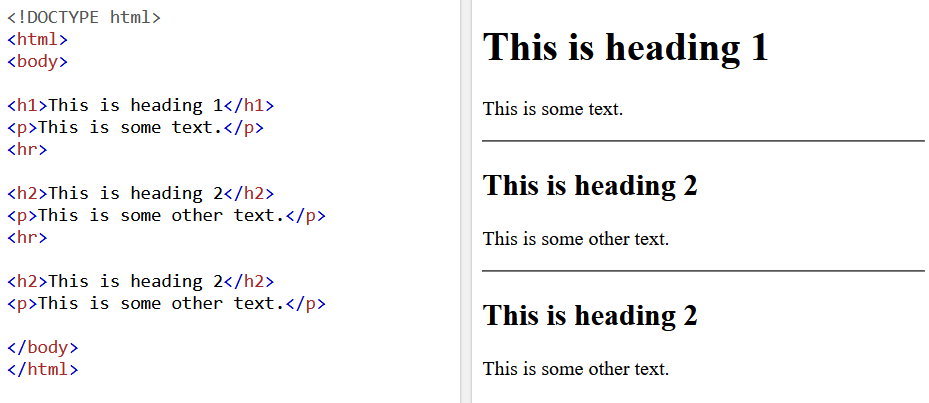 <!DOCTYPE html>
<html>
<body>
<h1>This is heading 1</h1>
<p>This is some text.</p>
<hr>
<h2>This is heading 2</h2>
<p>This is some other text.</p>
<hr>
<h2>This is heading 2</h2>
<p>This is some other text.</p>
</body>
</html>
This is heading 1
This is some text.
This is heading 2
This is some other text.
This is heading 2
This is some other text.